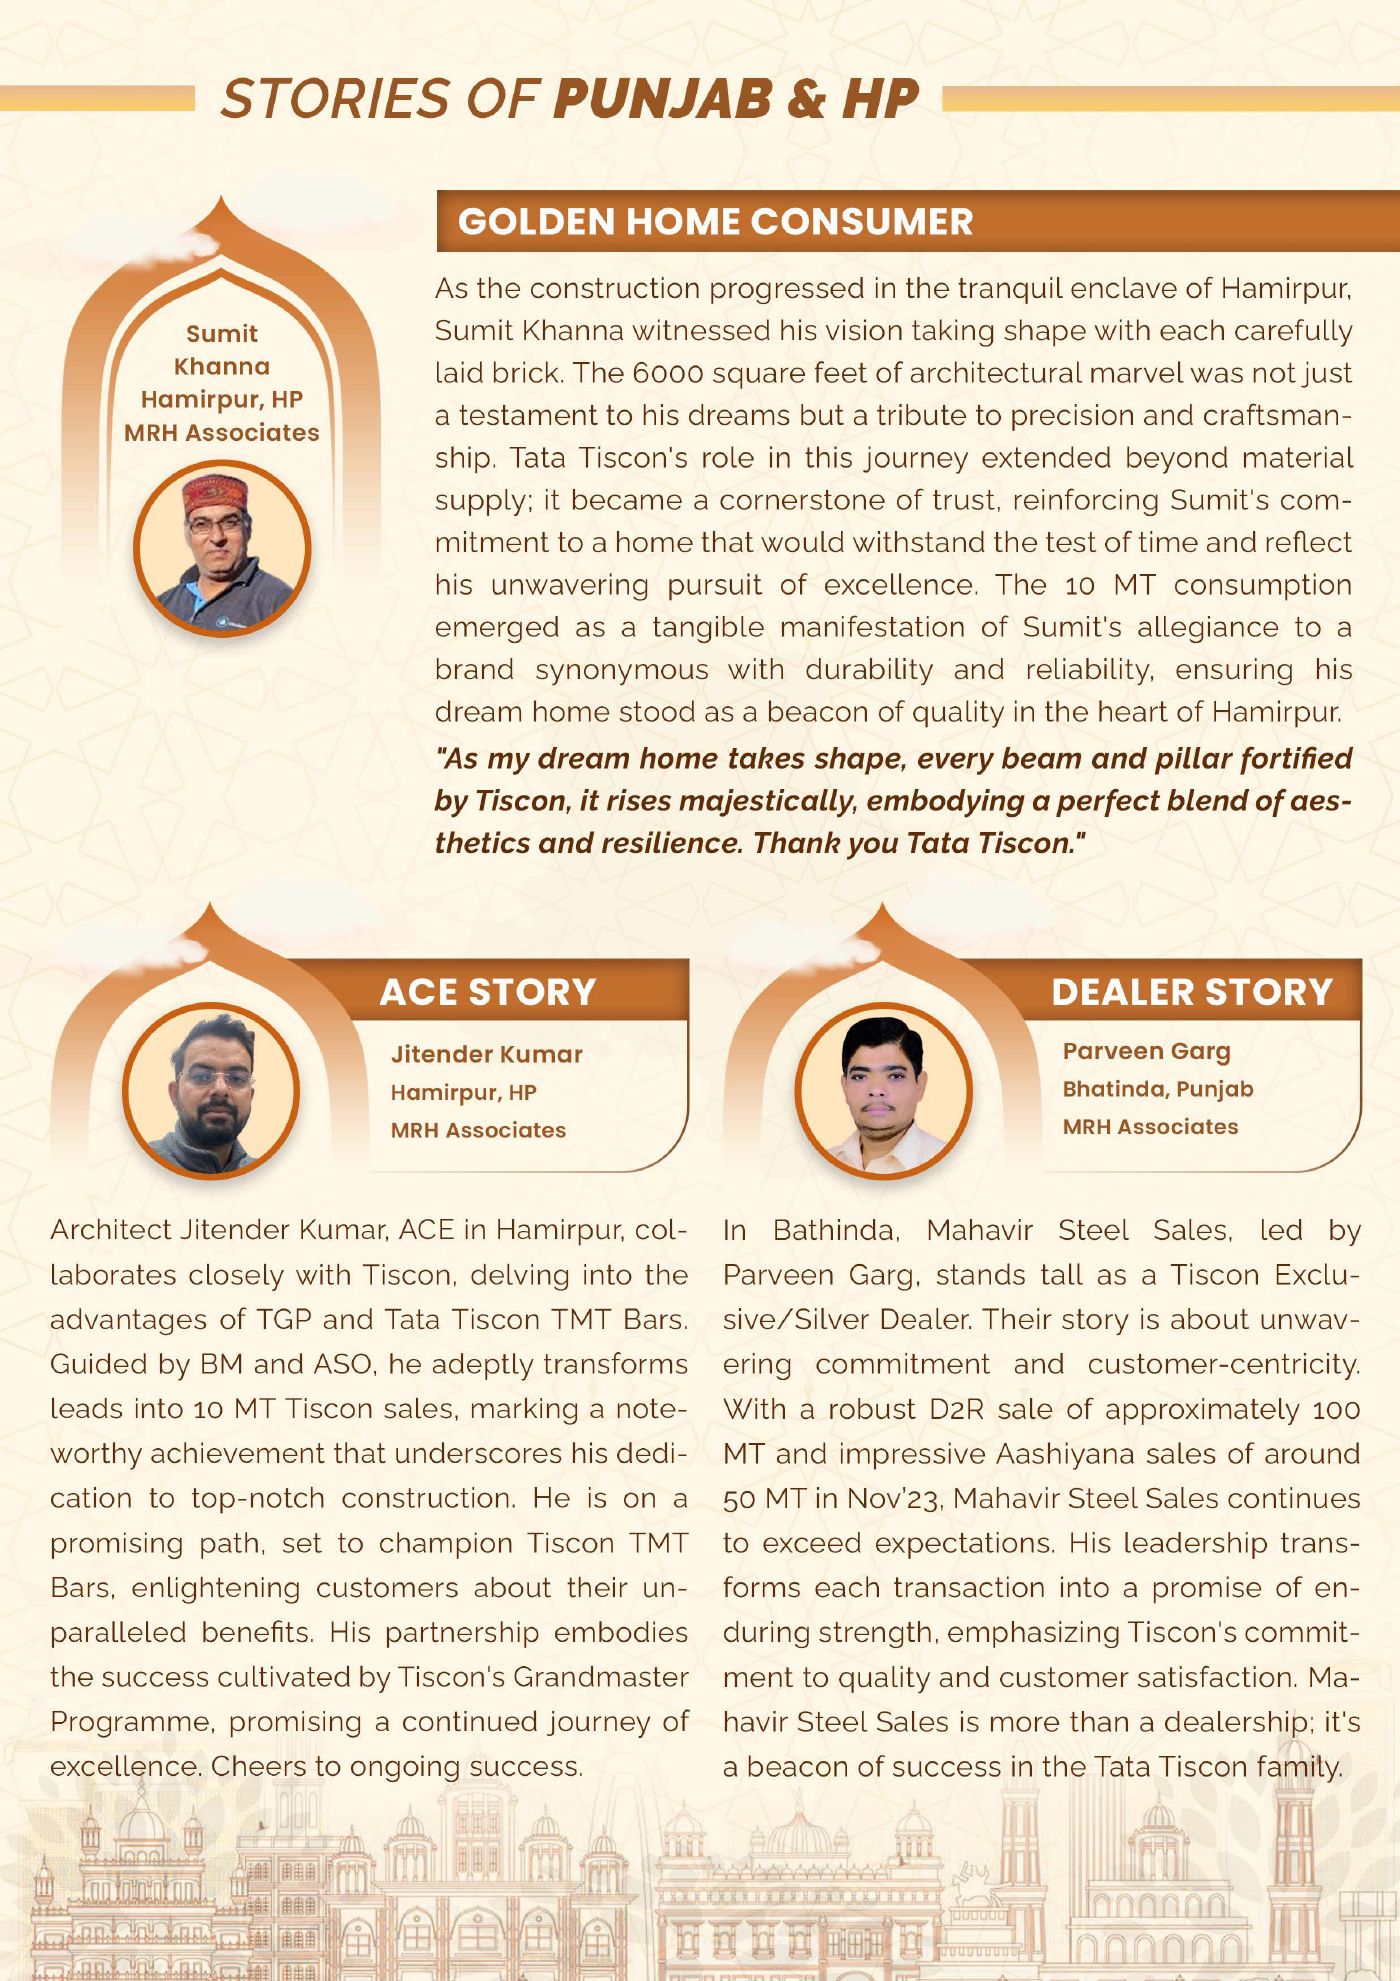 STORIES OF PUNJAB & HP
Sumit
Khanna
Hamirpur, HP
MRH Associates
GOLDEN HOME CONSUMER
As the construction progressed in the tranquil enclave of Hamirpur,
Sumit Khanna witnessed his vision taking shape with each carefully
laid brick. The 6000 square feet of architectural marvel was not just
a testament to his dreams but a tribute to precision and craftsman-
ship. Tata Tiscon's role in this journey extended beyond material
supply; it became a cornerstone of trust, reinforcing Sumit's com-
mitment to a home that would withstand the test of time and reflect
his unwavering pursuit of excellence. The 10 MT consumption
emerged as a tangible manifestation of Sumit's allegiance to a
brand synonymous with durability and reliability, ensuring his
dream home stood as a beacon of quality in the heart of Hamirpur.
"As my dream home takes shape, every beam and pillar fortified
by Tiscon, it rises majestically, embodying a perfect blend of aes-
thetics and resilience. Thank you Tata Tiscon."
ACE STORY
Jitender Kumar
Hamirpur, HP
MRH Associates
Architect Jitender Kumar, ACE in Hamirpur, col-
laborates closely with Tiscon, delving into the
advantages of TGP and Tata Tiscon TMT Bars.
Guided by BM and ASO, he adeptly transforms
leads into 10 MT Tiscon sales, marking a note-
worthy achievement that underscores his dedi-
cation to top-notch construction. He is on a
promising path, set to champion Tiscon TMT
Bars, enlightening customers about their un-
paralleled benefits. His partnership embodies
the success cultivated by Tiscon's Grandmaster
Programme, promising a continued journey of
excellence. Cheers to ongoing success.
DEALER STORY
Parveen Garg
Bhatinda, Punjab
MRH Associates
In Bathinda, Mahavir Steel Sales, led by
Parveen Garg, stands tall as a Tiscon Exclu-
sive/Silver Dealer. Their story is about unwav-
ering commitment and customer-centricity.
With a robust D2R sale of approximately 100
MT and impressive Aashiyana sales of around
50 MT in Nov'23, Mahavir Steel Sales continues
to exceed expectations. His leadership trans-
forms each transaction into a promise of en-
during strength, emphasizing Tiscon's commit-
ment to quality and customer satisfaction. Ma-
havir Steel Sales is more than a dealership; it's
a beacon of success in the Tata Tiscon family.